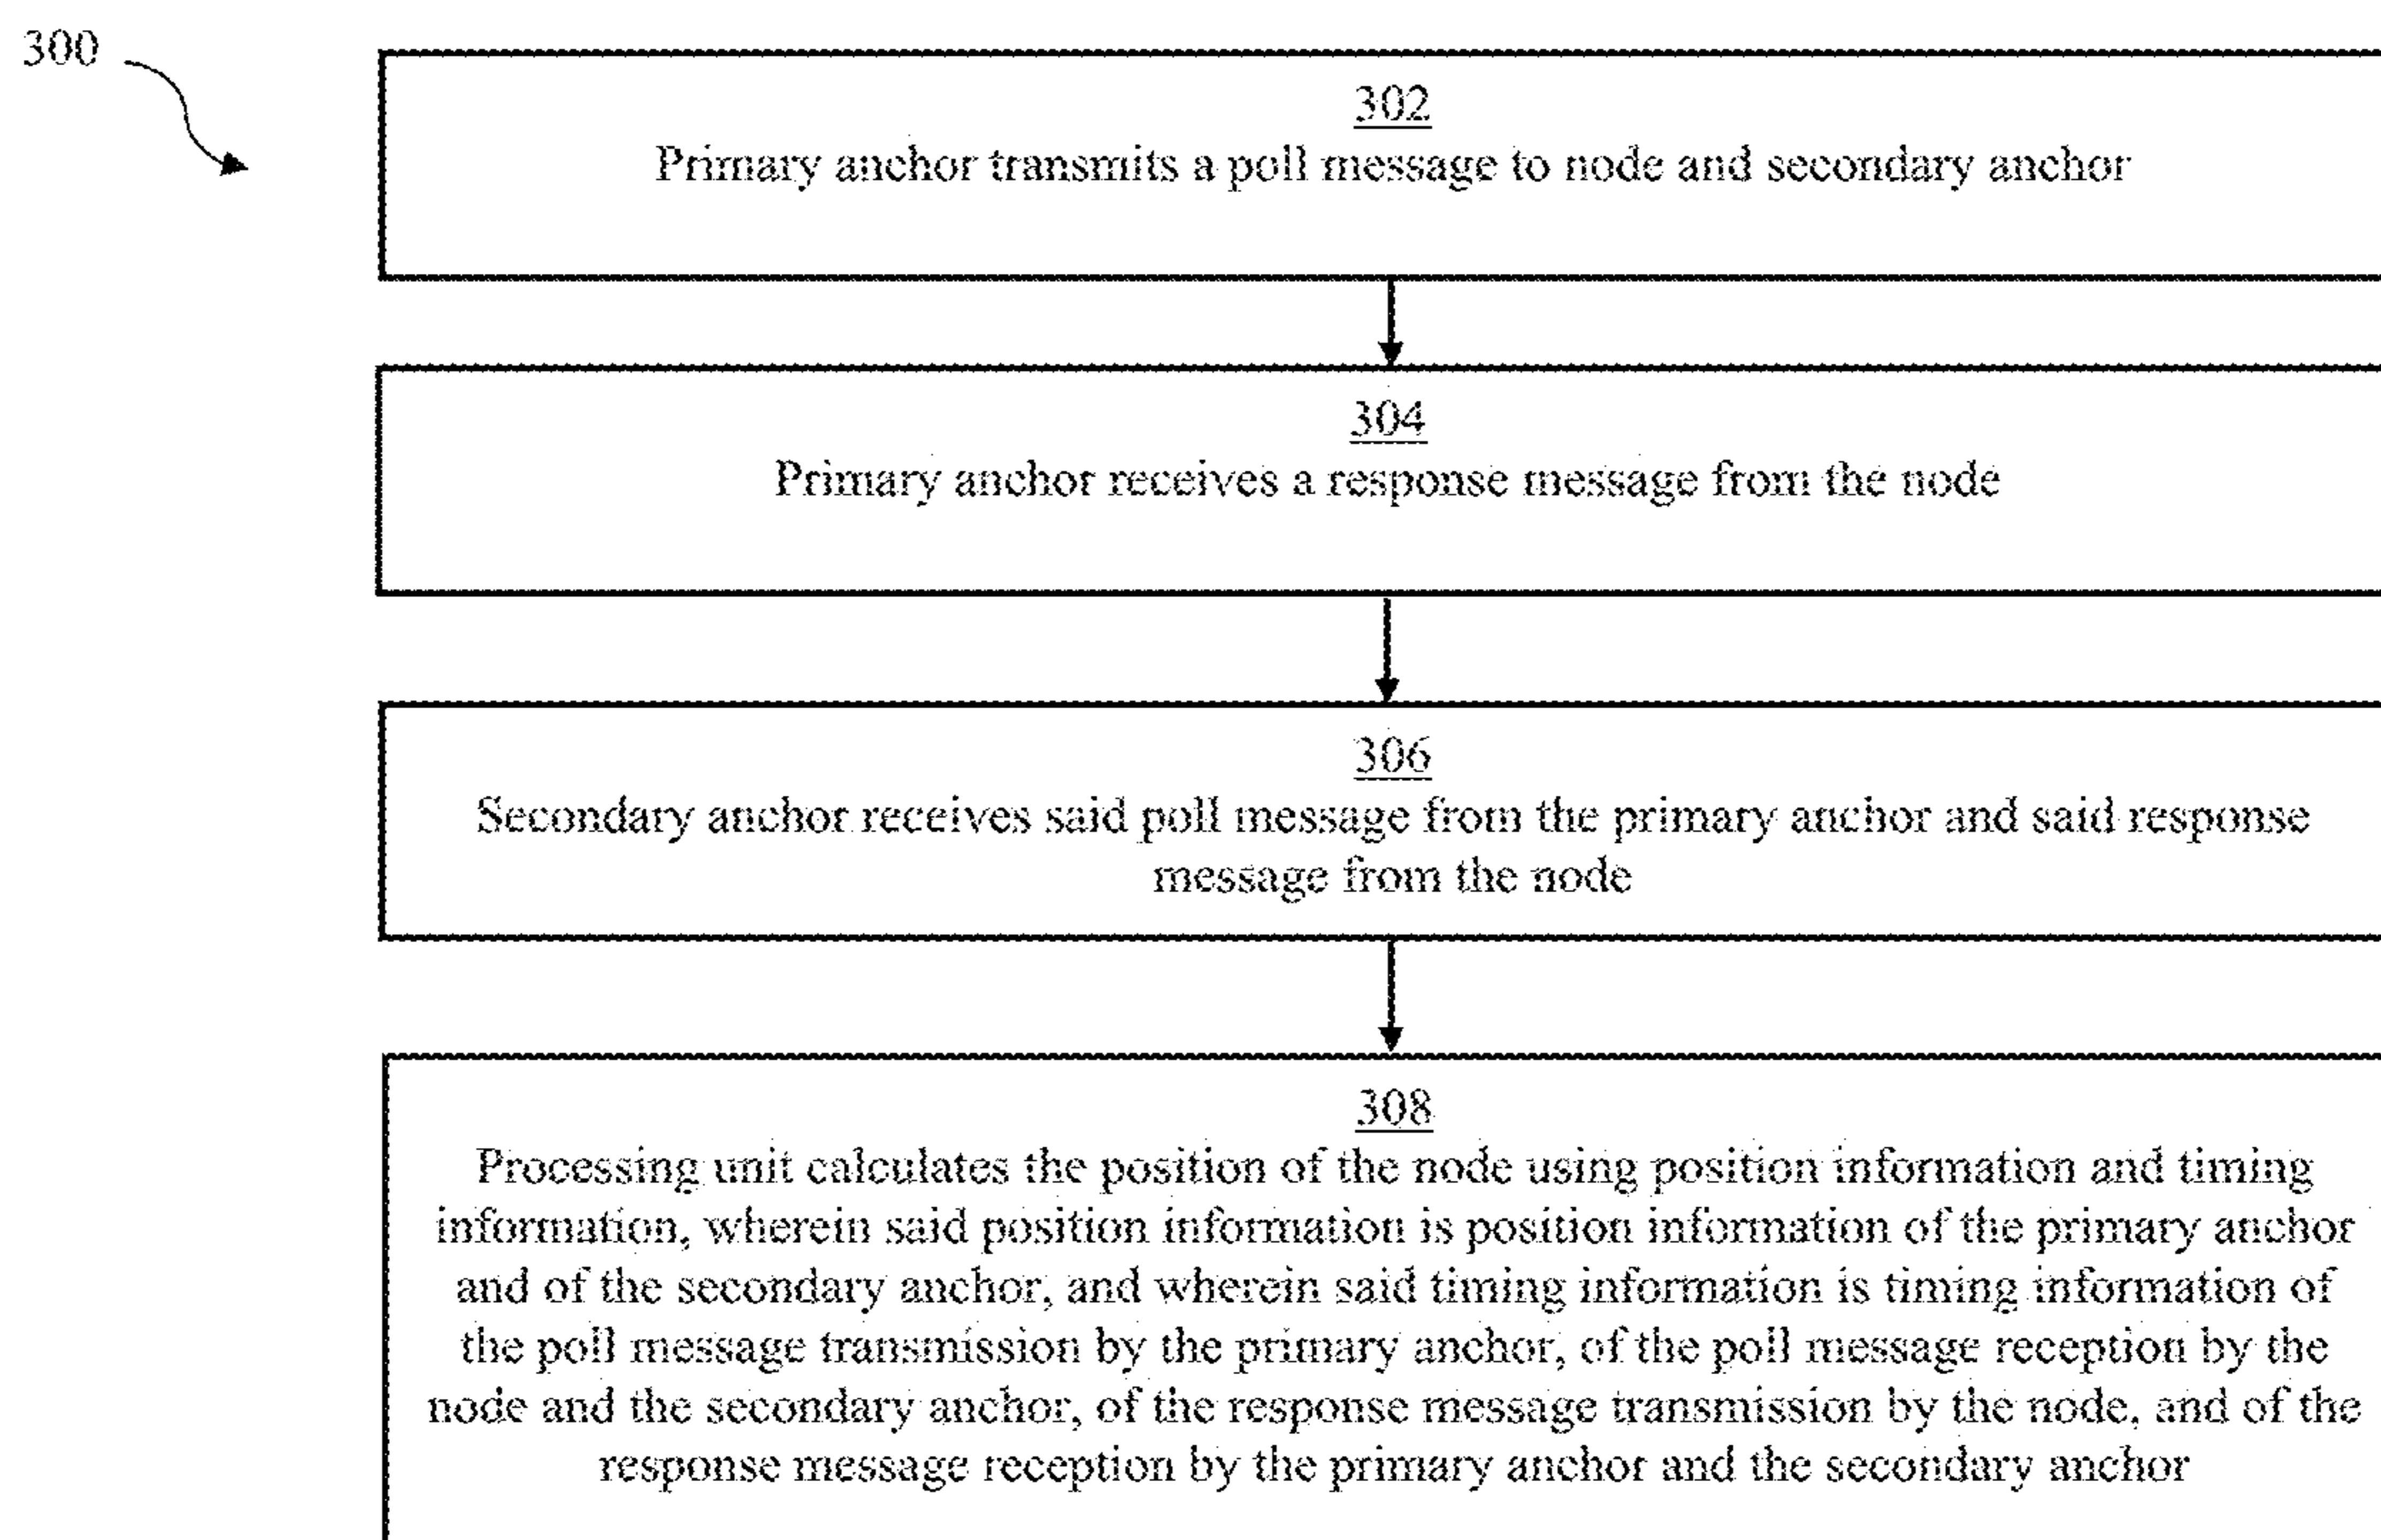 300
302
Primary anchor transmits a poll message to node and secondary anchor
304
Primary anchor receives a response message from the node
306
Secondary anchor receives said poll message from the primary anchor and said response
message from the node
308
Processing unit calculates the position of the node using position information and timing
information, wherein said position information is position information of the primary anchor
and of the secondary anchor, and wherein said timing information is timing information of
the poll message transmission by the primary anchor, of the poll message reception by the
node and the secondary anchor, of the response message transmission by the node, and of the
response message reception by the primary anchor and the secondary anchor